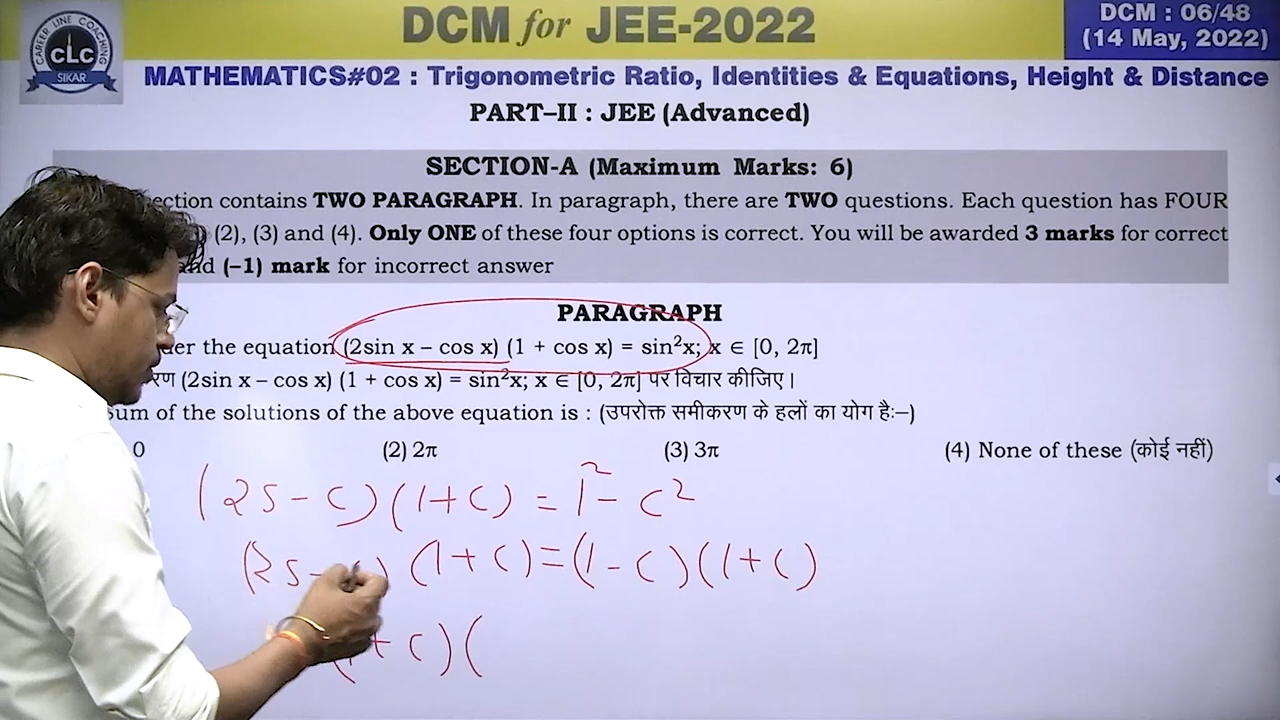 CAREER LINE COACHING
CLC
SIKAR
DCM for JEE-2022
DCM : 06/48
(14 May, 2022)
MATHEMATICS#02 : Trigonometric Ratio, Identities & Equations, Height & Distance
PART–II : JEE (Advanced)
SECTION-A (Maximum Marks: 6)
ection contains TWO PARAGRAPH. In paragraph, there are TWO questions. Each question has FOUR
(2), (3) and (4). Only ONE of these four options is correct. You will be awarded 3 marks for correct
and (–1) mark for incorrect answer
PARAGRAPH
der the equation (2sin x – cos x) (1 + cos x) = sin²x; x ∈ [0, 2π]
रण (2sin x – cos x) (1 + cos x) = sin²x; x ∈ [0, 2π] पर विचार कीजिए।
Sum of the solutions of the above equation is : (उपरोक्त समीकरण के हलों का योग है:–)
0 (2) 2π (3) 3π (4) None of these (कोई नहीं)
(2S - C)(1+C) = 1² - C²
(2S - ) (1+C) = (1-C)(1+C)
+ C)(